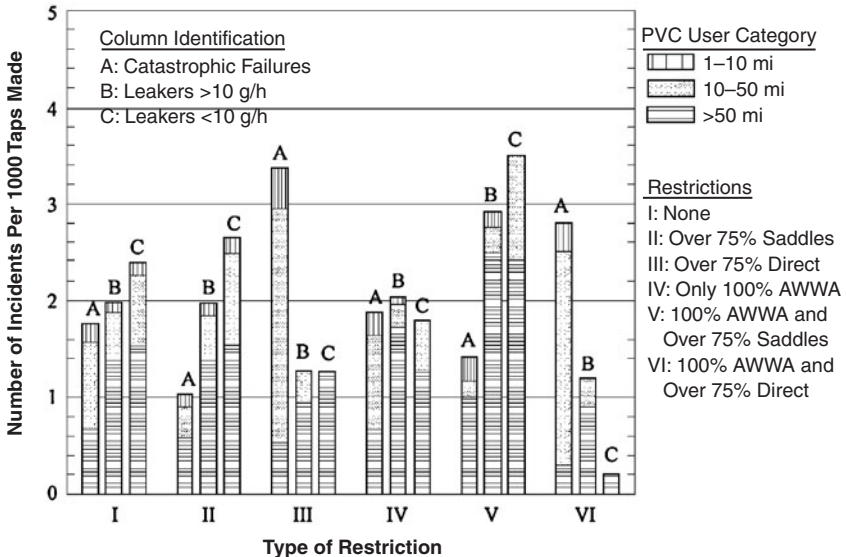 Number of Incidents Per 1000 Taps Made
5
4
3
2
1
0
Column Identification
A: Catastrophic Failures
B: Leakers >10 g/h
C: Leakers <10 g/h
A B C
A B C
A B C
A B C
A B C
A B C
I II III IV V VI
Type of Restriction
PVC User Category
1–10 mi
10–50 mi
>50 mi
Restrictions
I: None
II: Over 75% Saddles
III: Over 75% Direct
IV: Only 100% AWWA
V: 100% AWWA and
Over 75% Saddles
VI: 100% AWWA and
Over 75% Direct